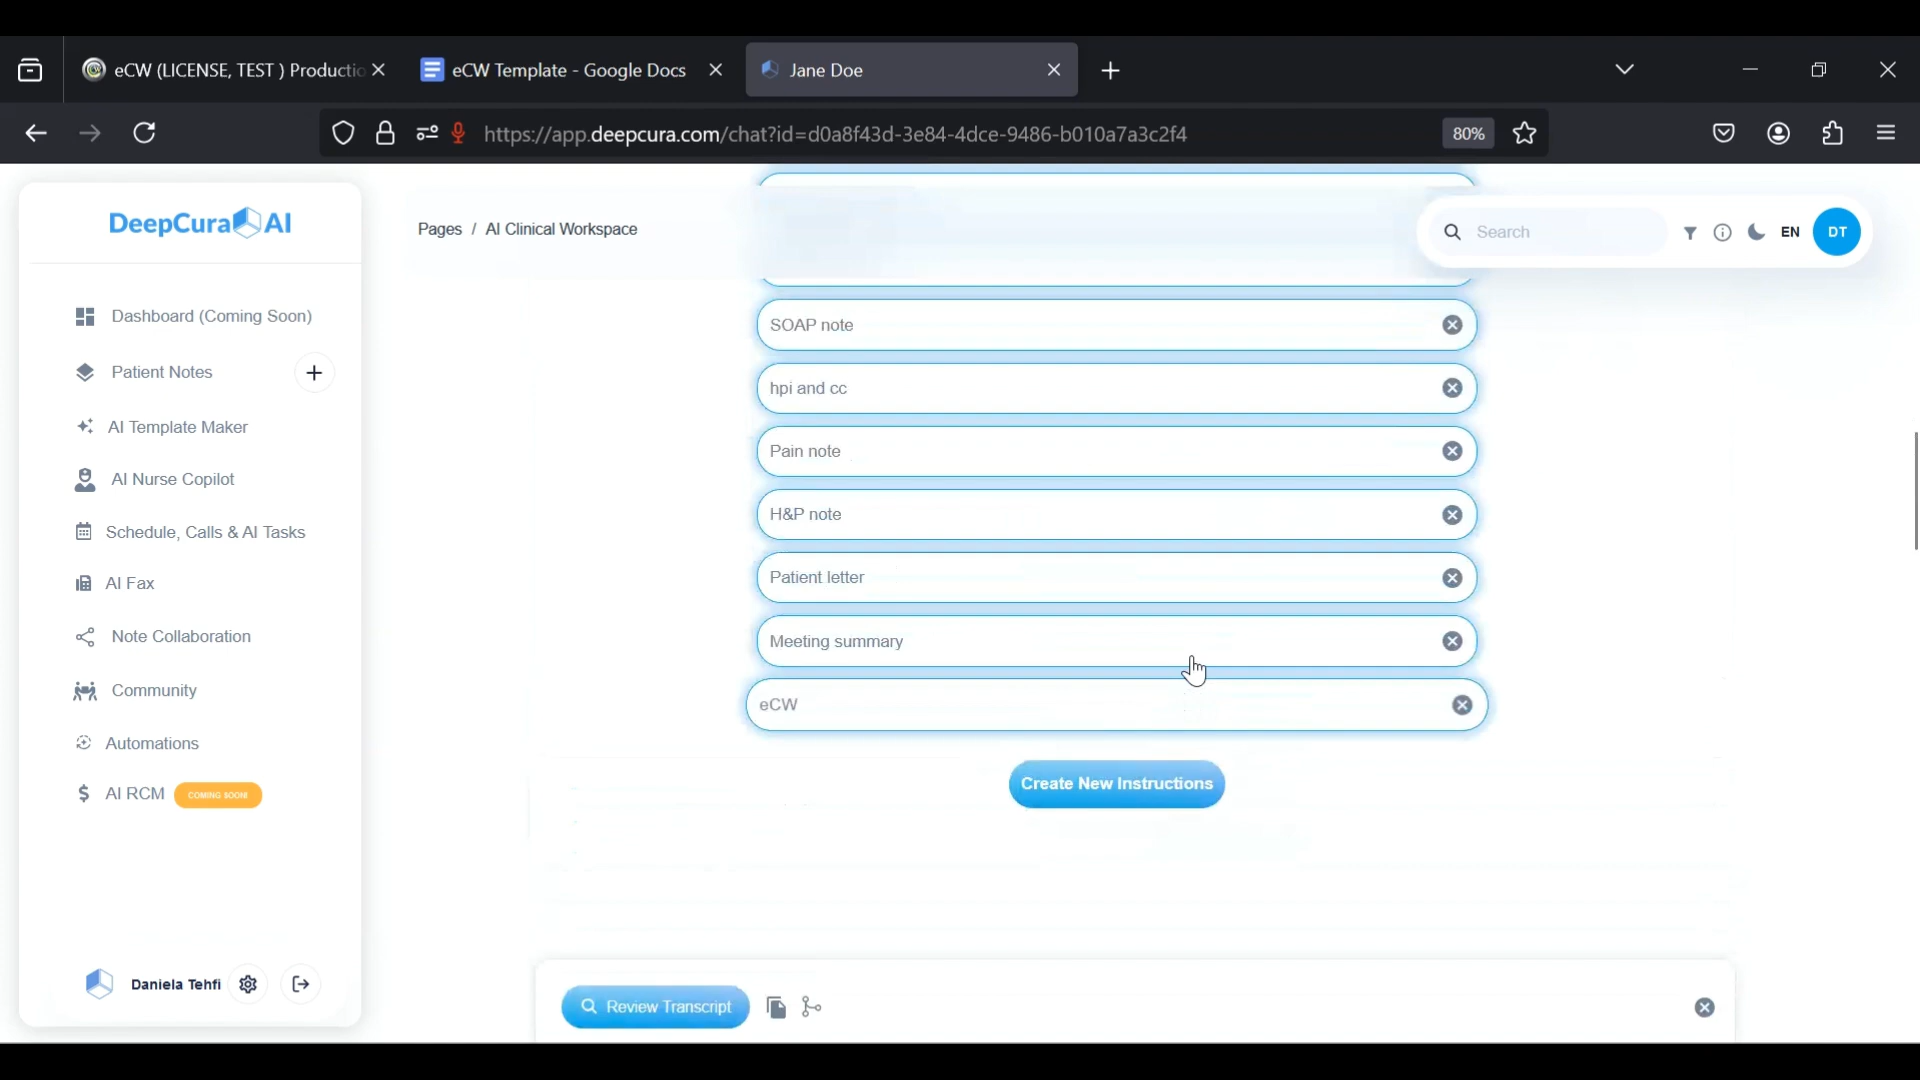 eCW (LICENSE, TEST ) Productio
eCW Template - Google Docs
Jane Doe
https://app.deepcura.com/chat?id=d0a8f43d-3e84-4dce-9486-b010a7a3c2f4
80%
DeepCura AI
Pages / AI Clinical Workspace
Search
EN
DT
Dashboard (Coming Soon)
Patient Notes
AI Template Maker
AI Nurse Copilot
Schedule, Calls & AI Tasks
AI Fax
Note Collaboration
Community
Automations
AI RCM
COMING SOON!
Daniela Tehfi
SOAP note
hpi and cc
Pain note
H&P note
Patient letter
Meeting summary
eCW
Create New Instructions
Review Transcript